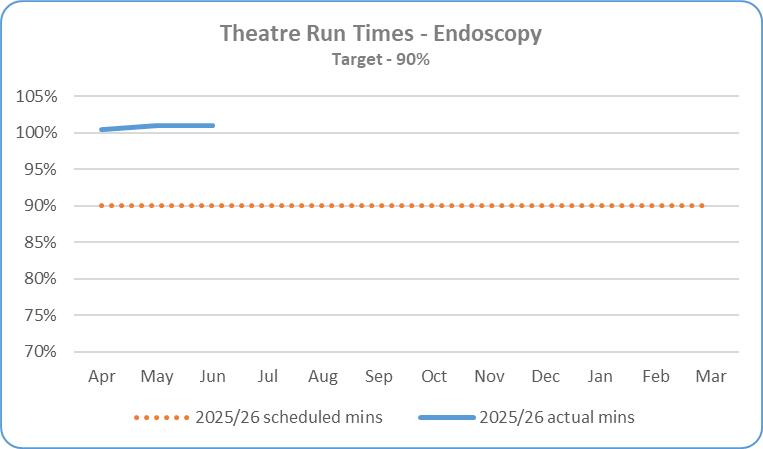 Theatre Run Times - Endoscopy
Target - 90%
105%
100%
95%
90%
85%
80%
75%
70%
Apr May Jun Jul Aug Sep Oct Nov Dec Jan Feb Mar
2025/26 scheduled mins 2025/26 actual mins